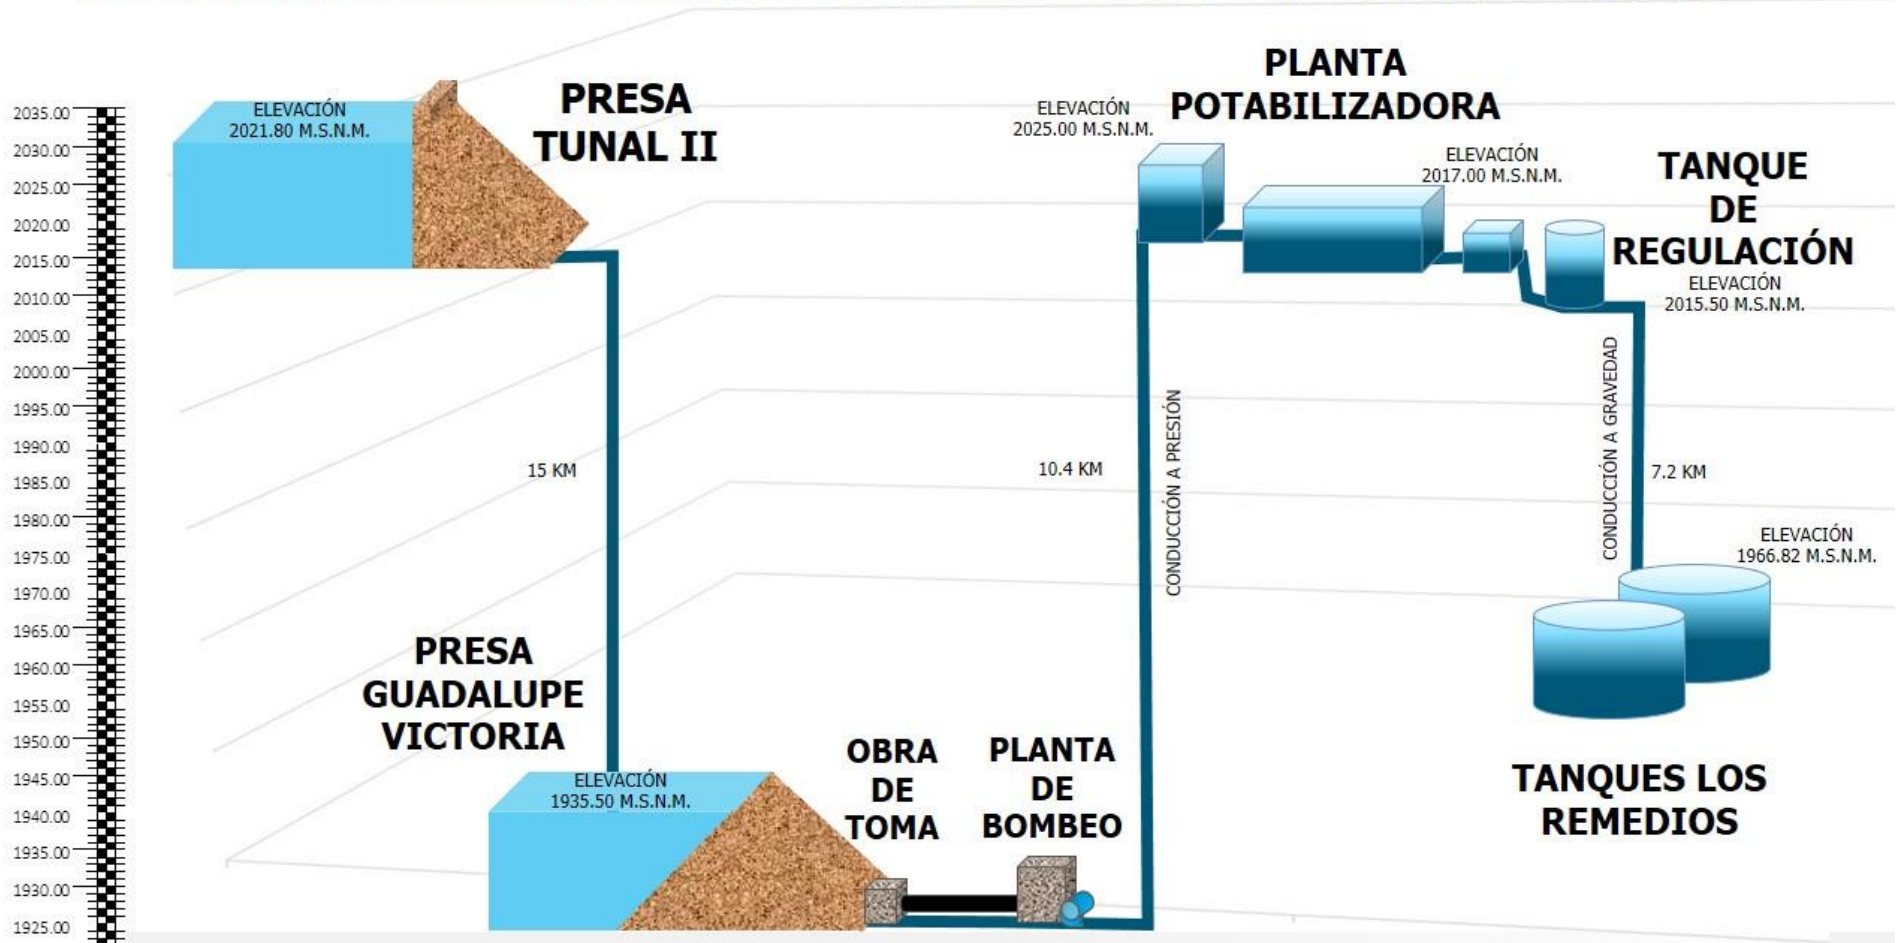 PRESA
TUNAL II
ELEVACIÓN
2021.80 M.S.N.M.
PLANTA
POTABILIZADORA
ELEVACIÓN
2025.00 M.S.N.M.
ELEVACIÓN
2017.00 M.S.N.M.
TANQUE
DE
REGULACIÓN
ELEVACIÓN
2015.50 M.S.N.M.
2035.00
2030.00
2025.00
2020.00
2015.00
2010.00
2005.00
2000.00
1995.00
1990.00
1985.00
1980.00
1975.00
1970.00
1965.00
1960.00
1955.00
1950.00
1945.00
1940.00
1935.00
1930.00
1925.00
15 KM
10.4 KM
CONDUCCIÓN A PRESIÓN
CONDUCCIÓN A GRAVEDAD
7.2 KM
ELEVACIÓN
1966.82 M.S.N.M.
PRESA
GUADALUPE
VICTORIA
ELEVACIÓN
1935.50 M.S.N.M.
OBRA
DE
TOMA
PLANTA
DE
BOMBEO
TANQUES LOS
REMEDIOS